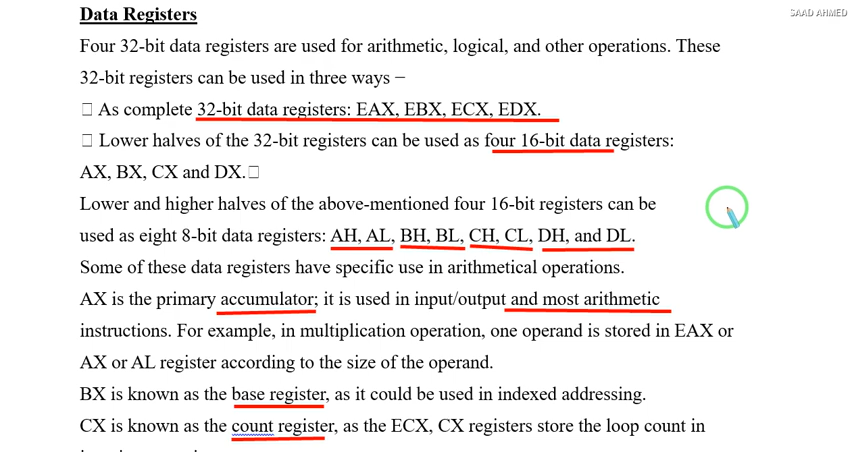 SAAD AHMED
Data Registers
Four 32-bit data registers are used for arithmetic, logical, and other operations. These
32-bit registers can be used in three ways −
□ As complete 32-bit data registers: EAX, EBX, ECX, EDX.
□ Lower halves of the 32-bit registers can be used as four 16-bit data registers:
AX, BX, CX and DX.□
Lower and higher halves of the above-mentioned four 16-bit registers can be
used as eight 8-bit data registers: AH, AL, BH, BL, CH, CL, DH, and DL.
Some of these data registers have specific use in arithmetical operations.
AX is the primary accumulator; it is used in input/output and most arithmetic
instructions. For example, in multiplication operation, one operand is stored in EAX or
AX or AL register according to the size of the operand.
BX is known as the base register, as it could be used in indexed addressing.
CX is known as the count register, as the ECX, CX registers store the loop count in